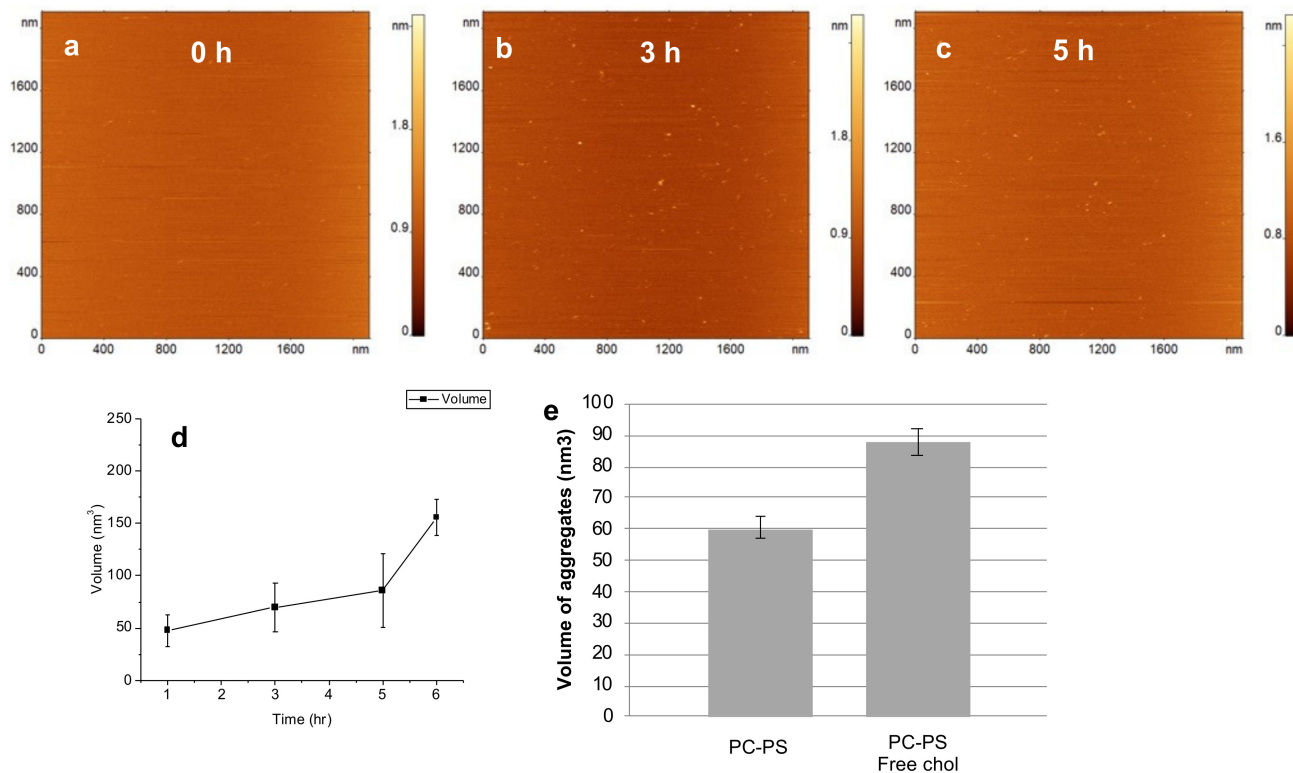 a
0 h
nm
1600
1200
800
400
0
0
400
800
1200
1600
nm
nm
1.8
0.9
0
b
3 h
nm
1600
1200
800
400
0
0
400
800
1200
1600
nm
nm
1.8
0.9
0
c
5 h
nm
1600
1200
800
400
0
0
400
800
1200
1600
nm
nm
1.6
0.8
0
Volume
d
250
200
150
100
50
0
Volume (nm³)
1
2
3
4
5
6
Time (hr)
e
Volume of aggregates (nm3)
100
90
80
70
60
50
40
30
20
10
0
PC-PS
PC-PS
Free chol